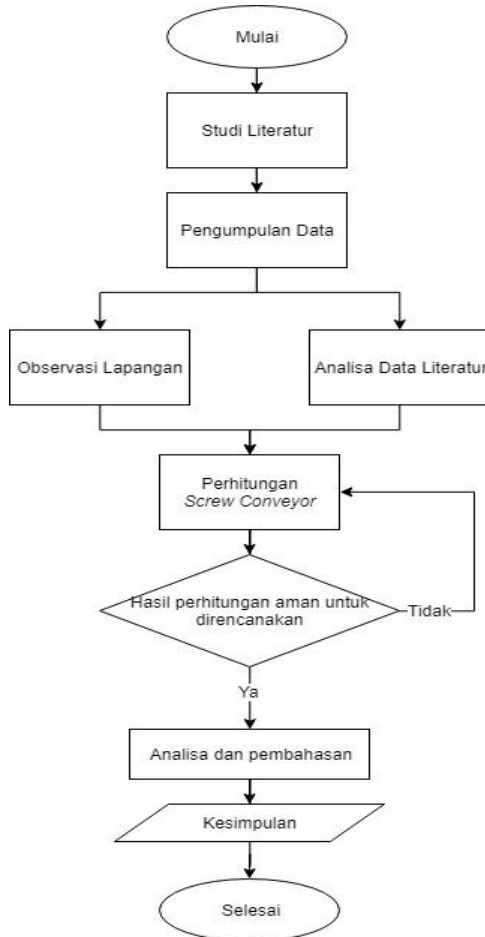 Mulai
Studi Literatur
Pengumpulan Data
Observasi Lapangan
Analisa Data Literatur
Perhitungan
Screw Conveyor
Hasil perhitungan aman untuk
direncanakan
Tidak
Ya
Analisa dan pembahasan
Kesimpulan
Selesai